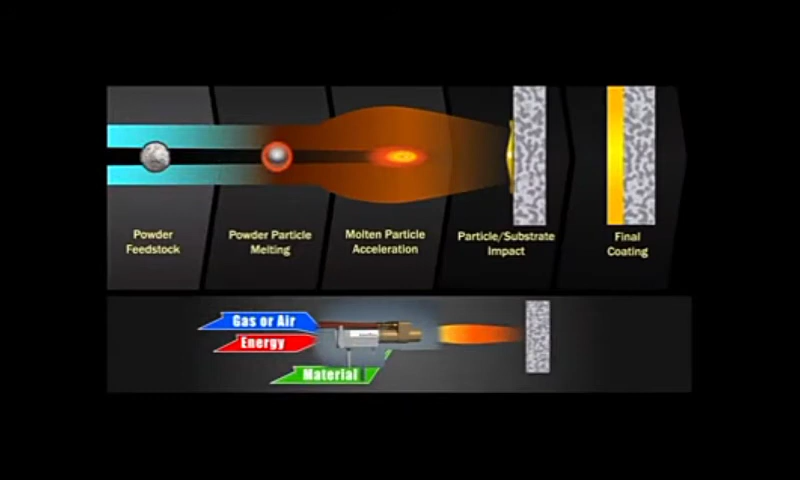 Powder
Feedstock
Powder Particle
Melting
Molten Particle
Acceleration
Particle/Substrate
Impact
Final
Coating
Gas or Air
Energy
Material